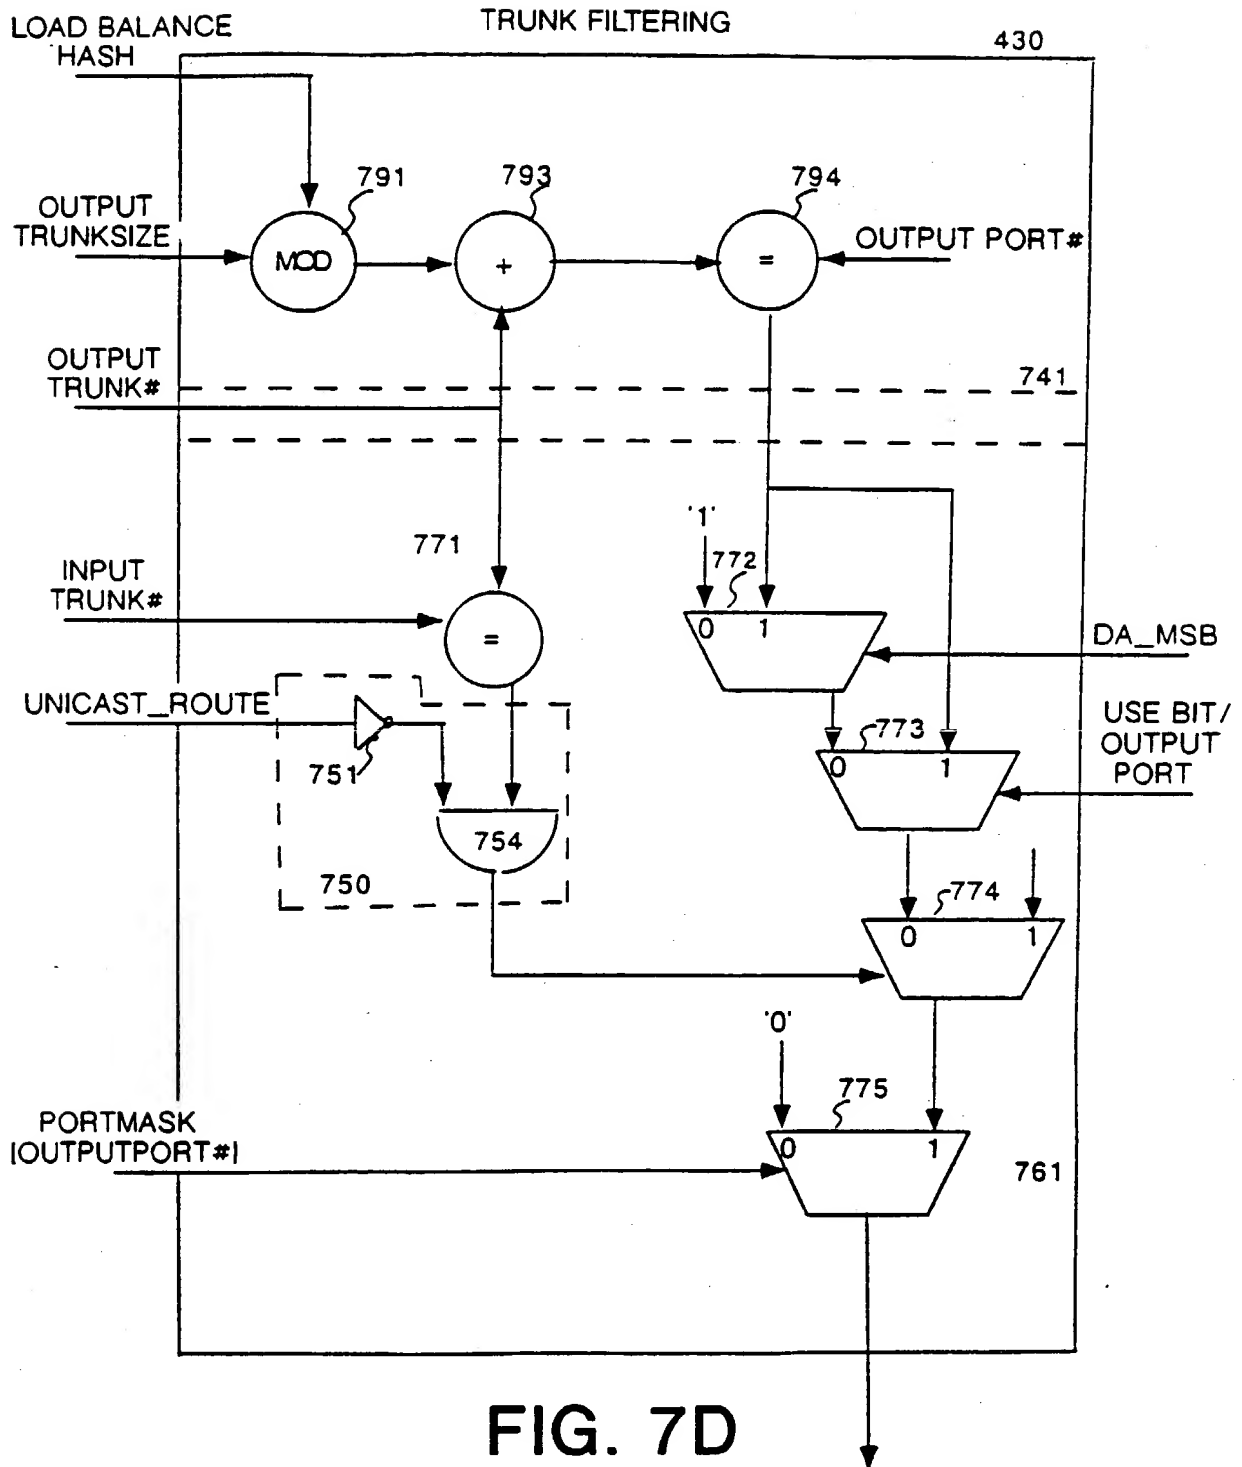 TRUNK FILTERING
430
LOAD BALANCE
HASH
791
793
794
OUTPUT
TRUNKSIZE
MOD
+
=
OUTPUT PORT#
OUTPUT
TRUNK#
741
'1'
771
772
INPUT
TRUNK#
=
0 1
DA_MSB
UNICAST_ROUTE
751
773
0 1
USE BIT/
OUTPUT
PORT
754
750
774
0 1
'0'
775
PORTMASK
[OUTPUTPORT#]
0 1
761
FIG. 7D